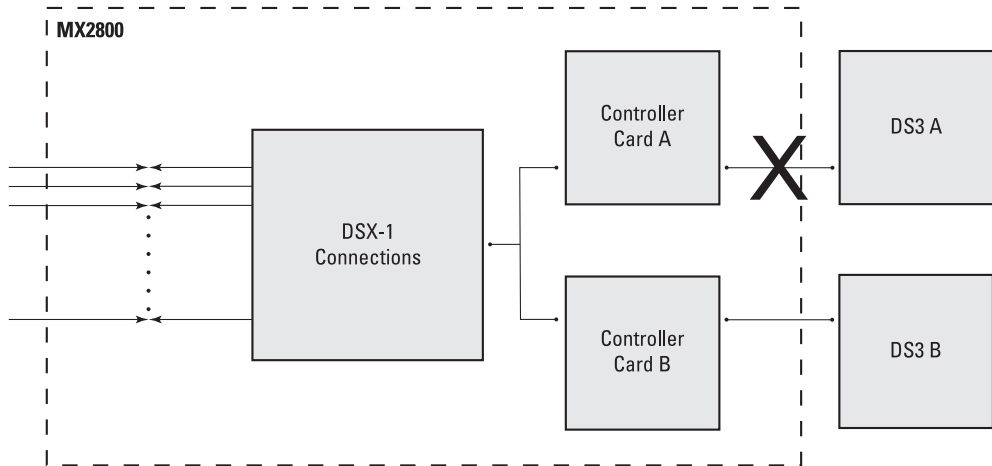 MX2800
Controller
Card A
DS3 A
DSX-1
Connections
Controller
Card B
DS3 B